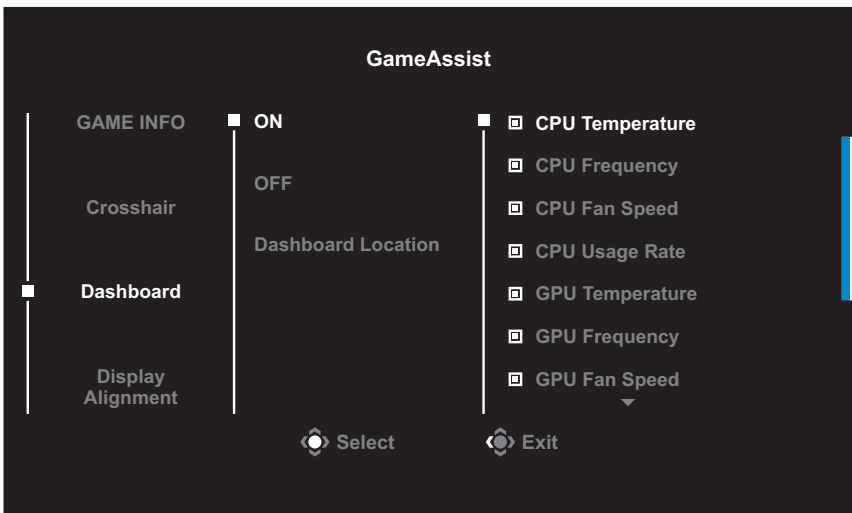 GameAssist
GAME INFO
Crosshair
Dashboard
Display
Alignment
ON
OFF
Dashboard Location
CPU Temperature
CPU Frequency
CPU Fan Speed
CPU Usage Rate
GPU Temperature
GPU Frequency
GPU Fan Speed
Select
Exit